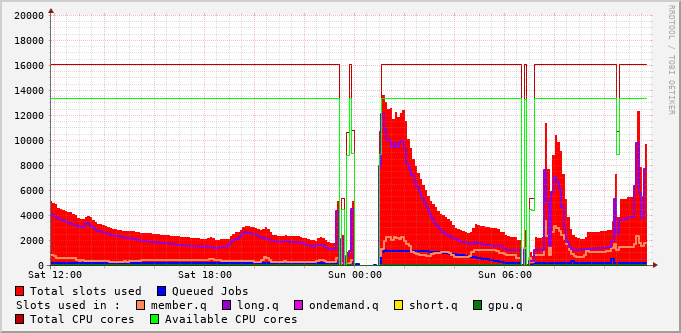 20000
18000
16000
14000
12000
10000
8000
6000
4000
2000
0
Sat 12:00 Sat 18:00 Sun 00:00 Sun 06:00
Total slots used Queued Jobs
Slots used in : member.q long.q ondemand.q short.q gpu.q
Total CPU cores Available CPU cores
RRDTOOL / TOBI OETIKER